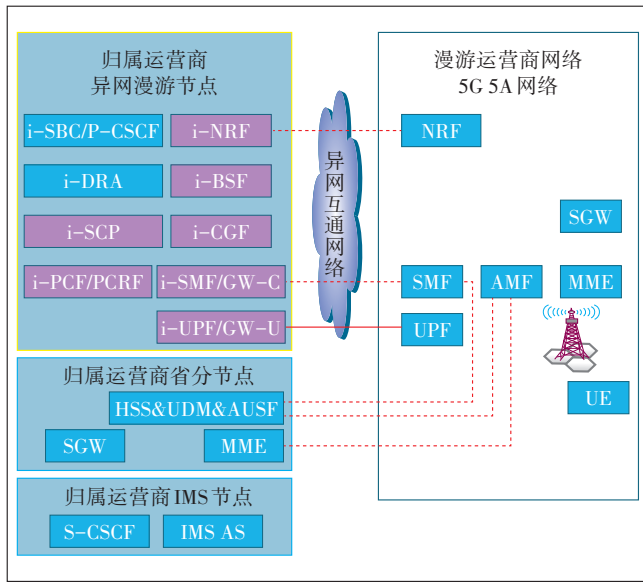 归属运营商
异网漫游节点
i-SBC/P-CSCF
i-NRF
i-DRA
i-BSF
i-SCP
i-CGF
i-PCF/PCRF
i-SMF/GW-C
i-UPF/GW-U
归属运营商省分节点
HSS&UDM&AUSF
SGW
MME
归属运营商IMS节点
S-CSCF
IMS AS
异网互通网络
漫游运营商网络
5G 5A 网络
NRF
SGW
SMF
AMF
MME
UPF
UE